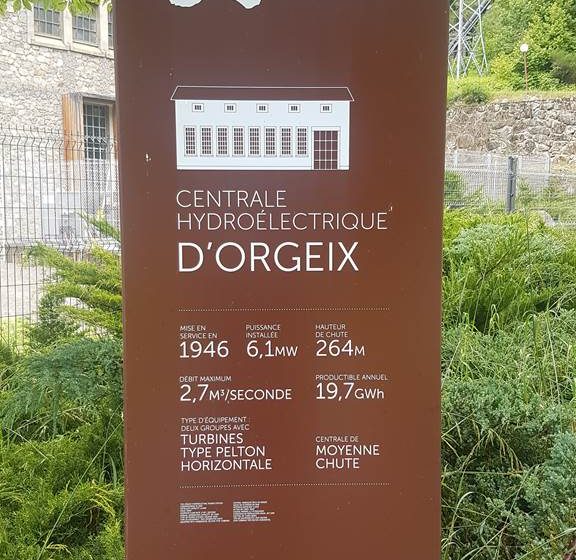 CENTRALE
HYDROÉLECTRIQUE
D'ORGEIX
MISE EN
SERVICE EN
1946
PUISSANCE
INSTALLÉE
6,1MW
HAUTEUR
DE CHUTE
264M
DÉBIT MAXIMUM
2,7M³/SECONDE
PRODUCTIBLE ANNUEL
19,7GWh
TYPE D'ÉQUIPEMENT :
DEUX GROUPES AVEC
TURBINES
TYPE PELTON
HORIZONTALE
CENTRALE DE
MOYENNE
CHUTE